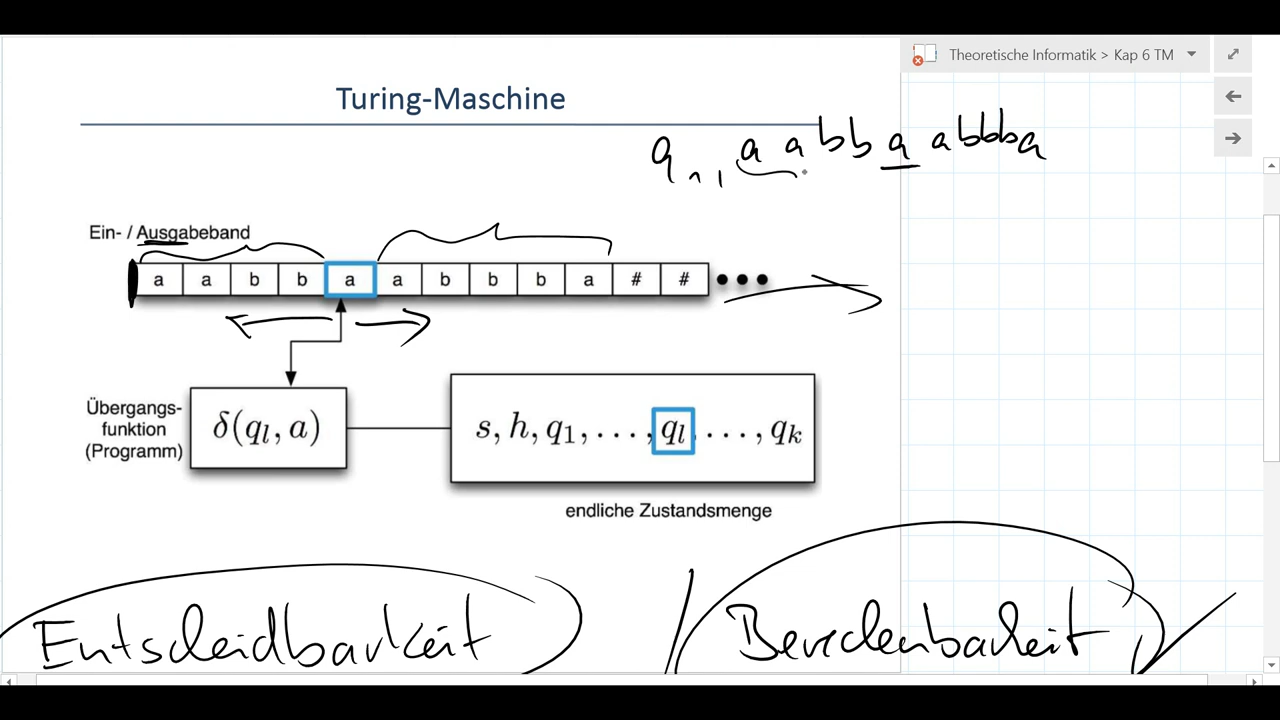 Theoretische Informatik > Kap 6 TM
Turing-Maschine
q₁, a a b b a a b b b a
Ein- / Ausgabeband
a a b b a a b b b a # # •••
Übergangs-
funktion
(Programm)
δ(qₗ, a)
s, h, q₁, . . . , qₗ, . . . , qₖ
endliche Zustandsmenge
Entscheidbarkeit / Berechenbarkeit